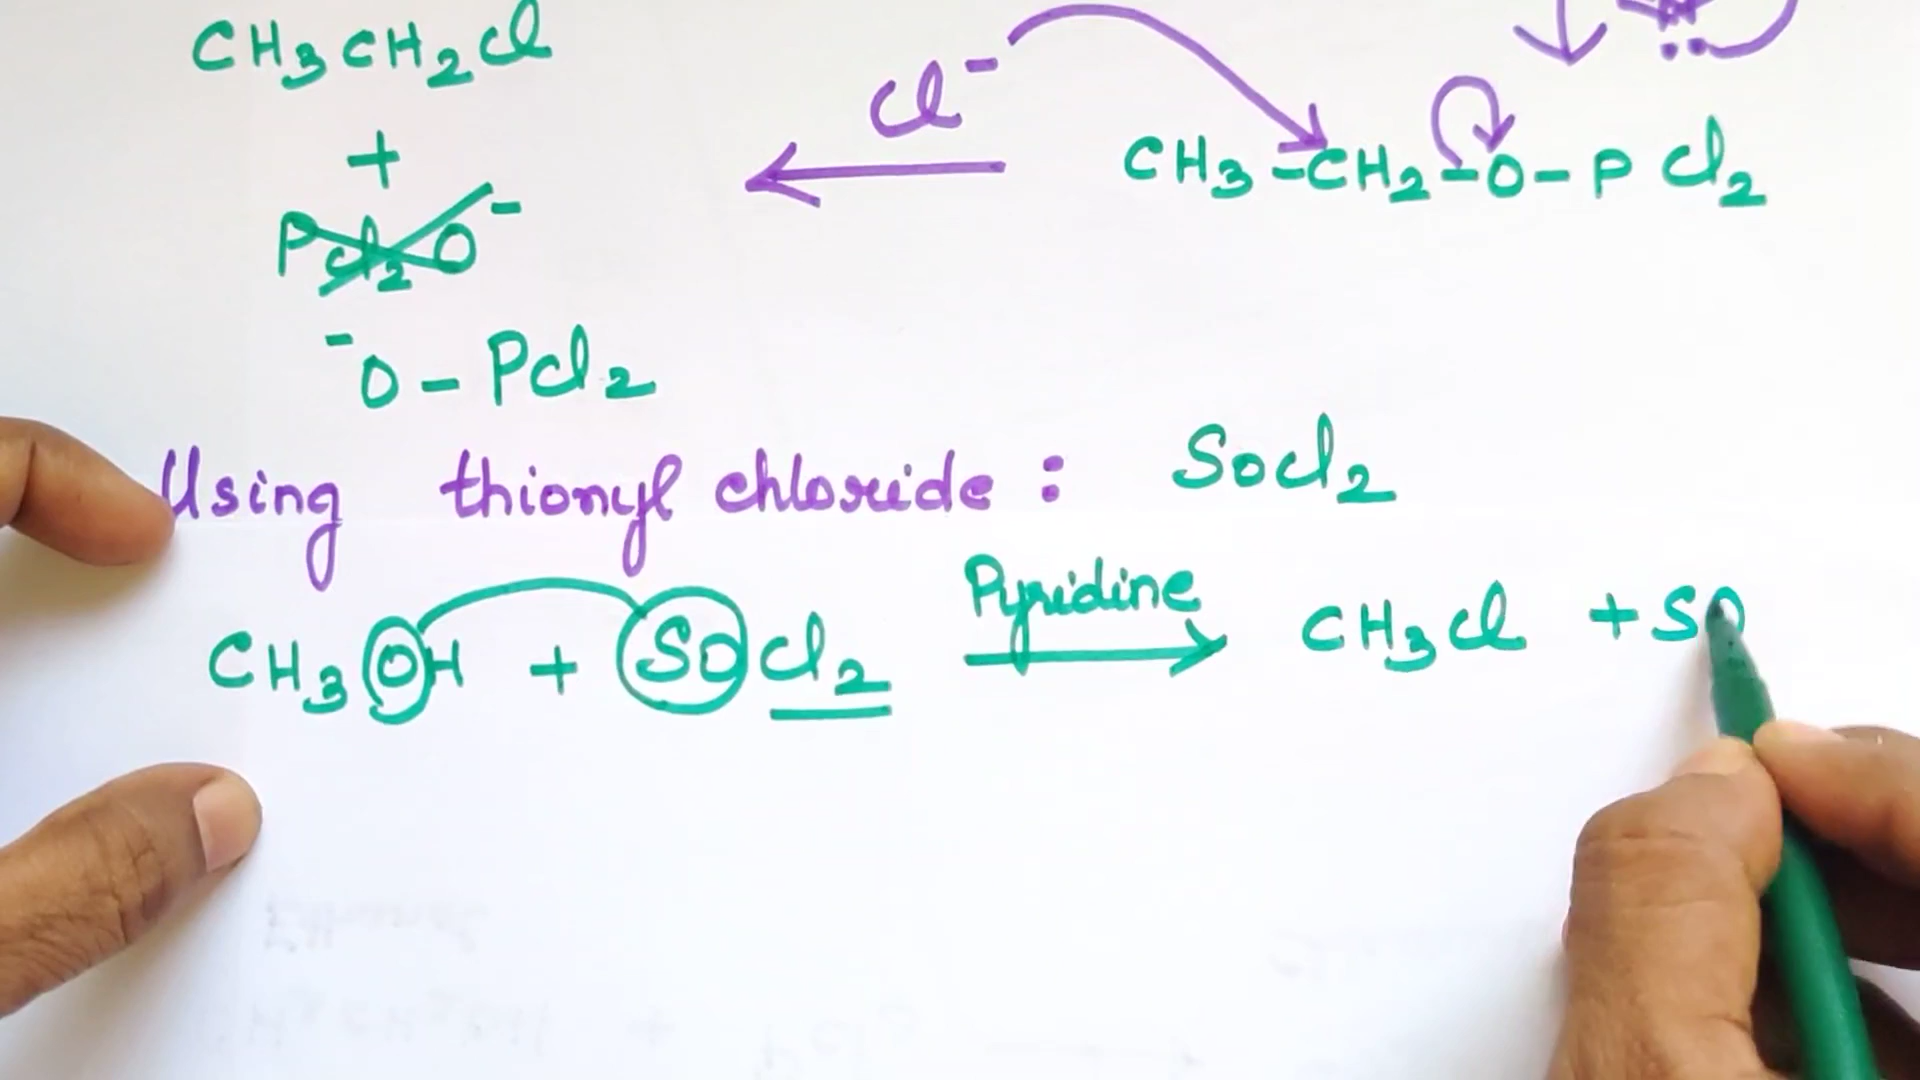 CH3CH2Cl
+
Cl-
CH3-CH2-O-PCl2
PCl2O-
-O-PCl2
Using thionyl chloride: SOCl2
Pyridine
CH3OH + SOCl2 → CH3Cl + SO